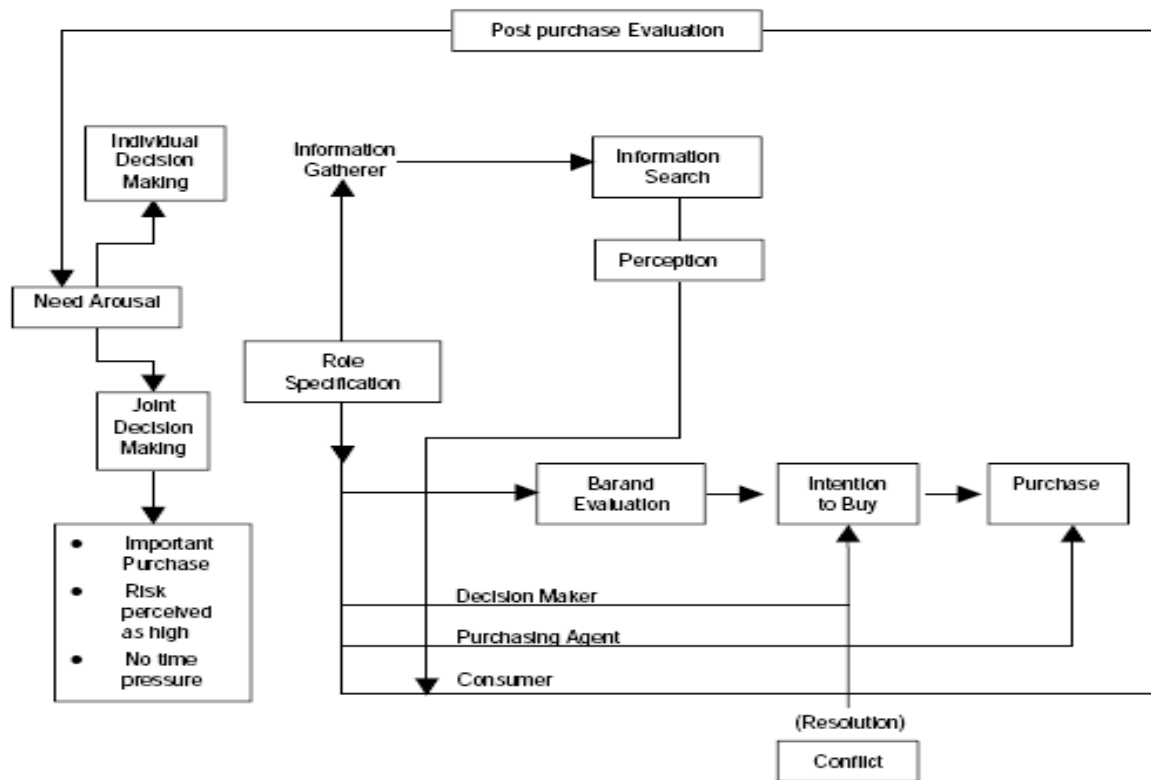 Post purchase Evaluation
Individual
Decision
Making
Information
Gatherer
Information
Search
Perception
Need Arousal
Role
Specification
Joint
Decision
Making
Barand
Evaluation
Intention
to Buy
Purchase
• Important
Purchase
• Risk
perceived
as high
• No time
pressure
Decision Maker
Purchasing Agent
Consumer
(Resolution)
Conflict